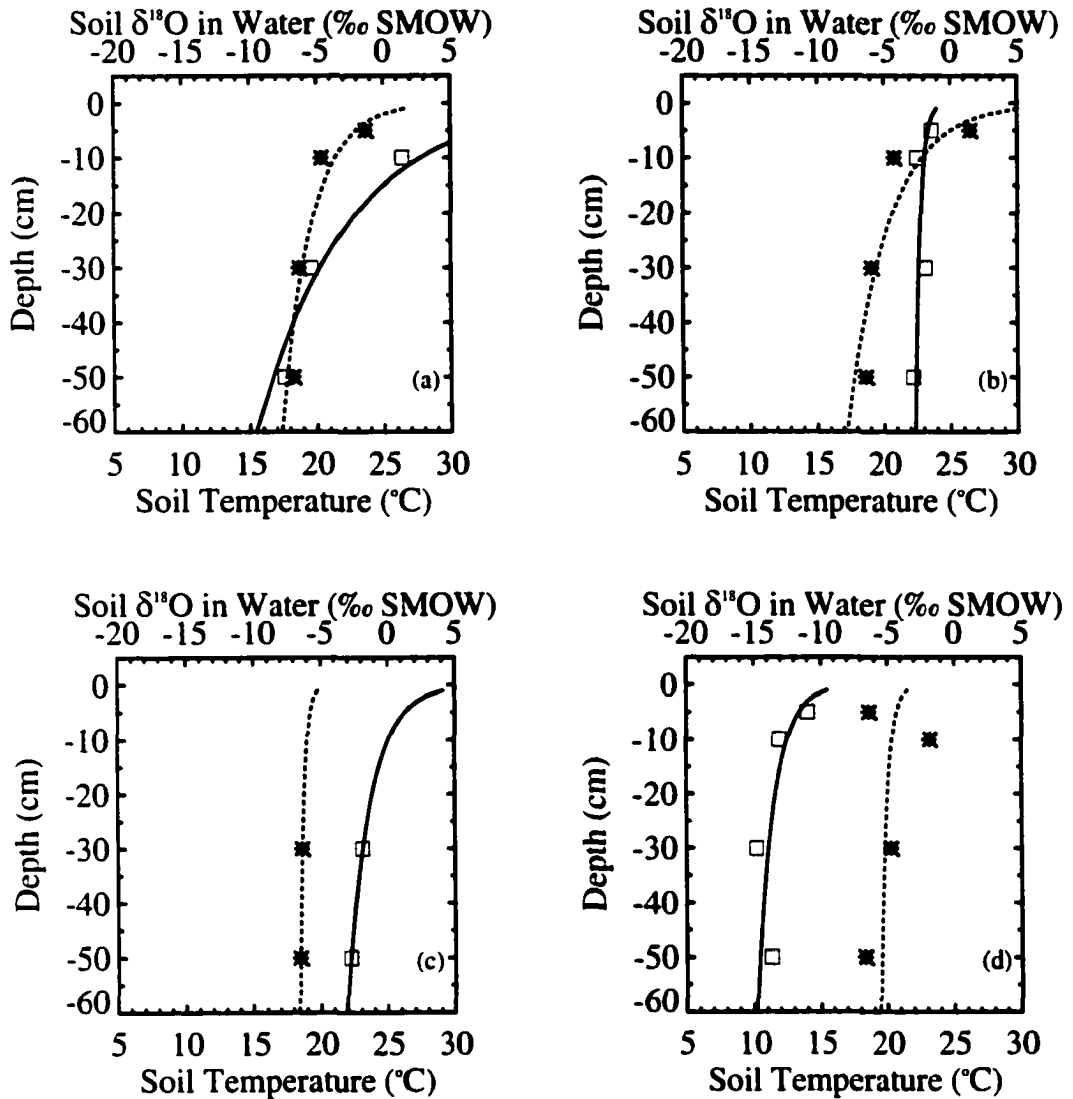 Soil δ¹⁸O in Water (‰ SMOW)
-20 -15 -10 -5 0 5
0
-10
-20
-30
-40
-50
-60
Depth (cm)
(a)
5 10 15 20 25 30
Soil Temperature (°C)
Soil δ¹⁸O in Water (‰ SMOW)
-20 -15 -10 -5 0 5
0
-10
-20
-30
-40
-50
-60
Depth (cm)
(b)
5 10 15 20 25 30
Soil Temperature (°C)
Soil δ¹⁸O in Water (‰ SMOW)
-20 -15 -10 -5 0 5
0
-10
-20
-30
-40
-50
-60
Depth (cm)
(c)
5 10 15 20 25 30
Soil Temperature (°C)
Soil δ¹⁸O in Water (‰ SMOW)
-20 -15 -10 -5 0 5
0
-10
-20
-30
-40
-50
-60
Depth (cm)
(d)
5 10 15 20 25 30
Soil Temperature (°C)